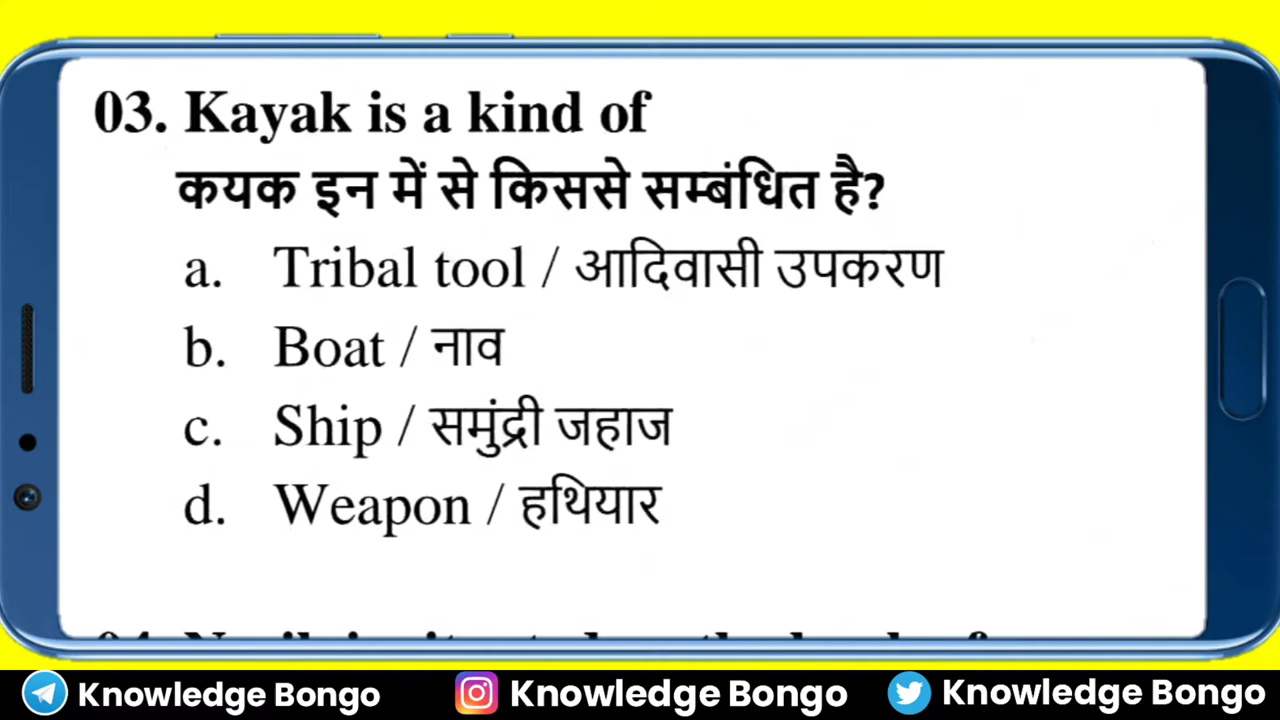 03. Kayak is a kind of
कयक इन में से किससे सम्बंधित है?
a. Tribal tool / आदिवासी उपकरण
b. Boat / नाव
c. Ship / समुंद्री जहाज
d. Weapon / हथियार
Knowledge Bongo Knowledge Bongo Knowledge Bongo